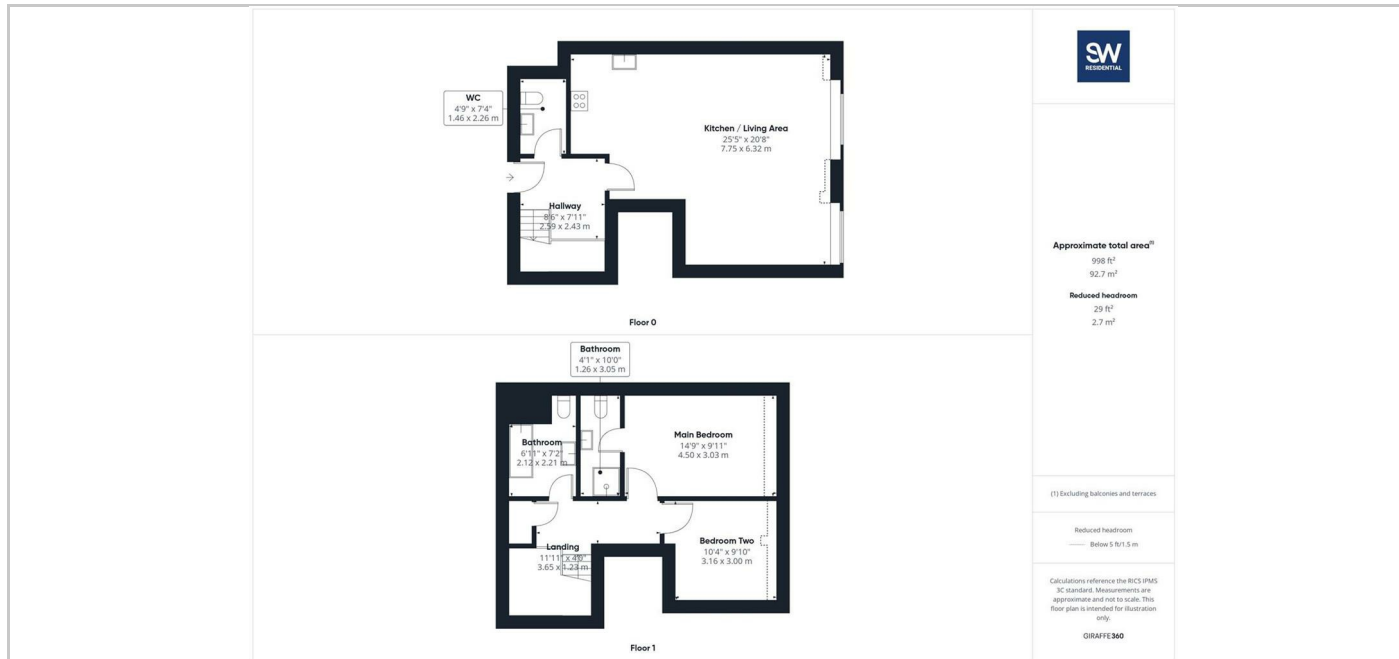 WC
4'9" x 7'4"
1.46 x 2.26 m
Kitchen / Living Area
25'5" x 20'8"
7.75 x 6.32 m
Hallway
8'6" x 7'11"
2.59 x 2.43 m
Floor 0
Bathroom
4'1" x 10'0"
1.26 x 3.05 m
Main Bedroom
14'9" x 9'11"
4.50 x 3.03 m
Bathroom
6'11" x 7'2"
2.12 x 2.21 m
Landing
11'11" x 4'0"
3.65 x 1.23 m
Bedroom Two
10'4" x 9'10"
3.16 x 3.00 m
Floor 1
SW
RESIDENTIAL
Approximate total area(1)
998 ft²
92.7 m²
Reduced headroom
29 ft²
2.7 m²
(1) Excluding balconies and terraces
Reduced headroom
Below 5 ft/1.5 m
Calculations reference the RICS IPMS
3C standard. Measurements are
approximate and not to scale. This
floor plan is intended for illustration
only.
GIRAFFE360